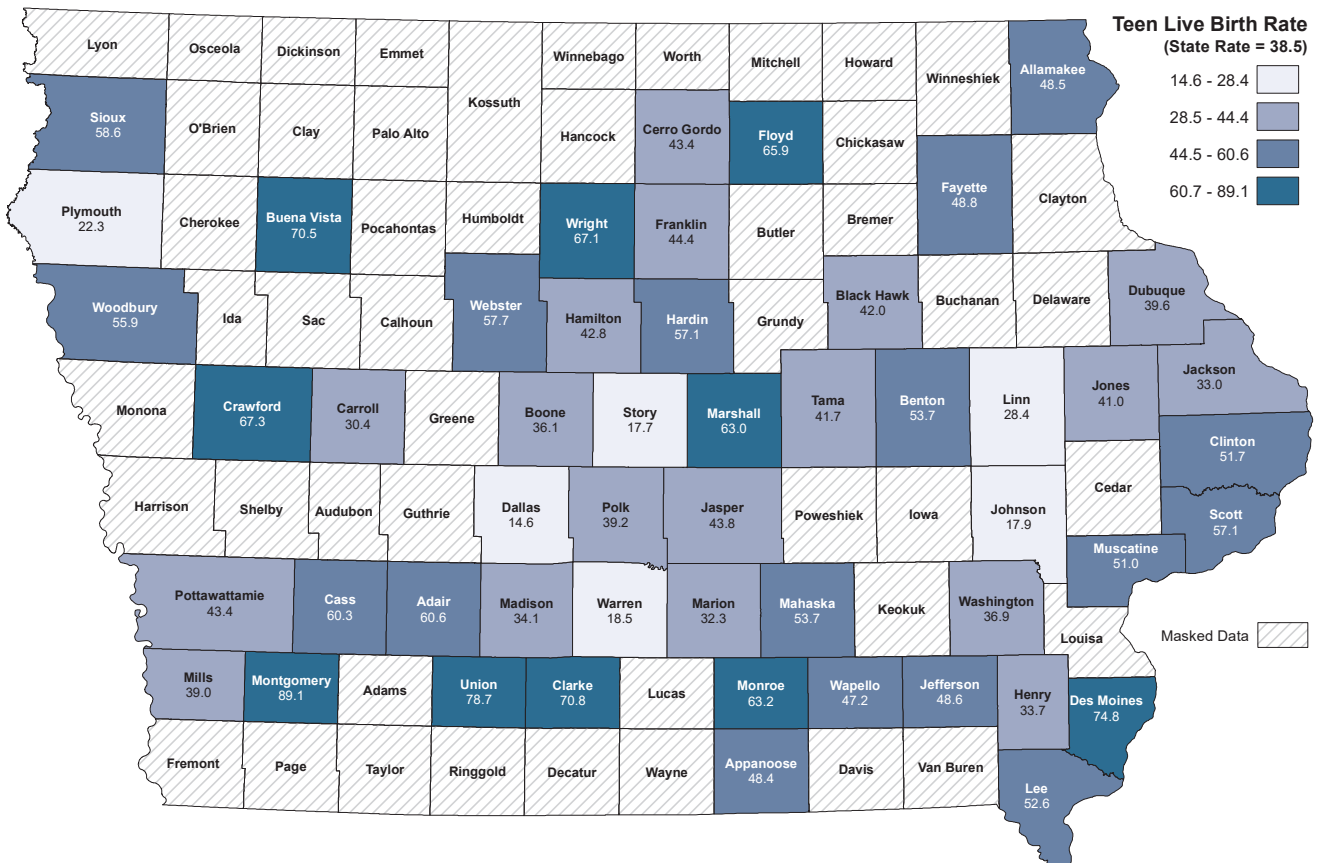 Teen Live Birth Rate
(State Rate = 38.5)
14.6 - 28.4
28.5 - 44.4
44.5 - 60.6
60.7 - 89.1
Lyon
Osceola
Dickinson
Emmet
Kossuth
Winnebago
Worth
Mitchell
Howard
Winneshiek
Allamakee
48.5
Sioux
58.6
O'Brien
Clay
Palo Alto
Hancock
Cerro Gordo
43.4
Floyd
65.9
Chickasaw
Fayette
48.8
Clayton
Plymouth
22.3
Cherokee
Buena Vista
70.5
Pocahontas
Humboldt
Wright
67.1
Franklin
44.4
Butler
Bremer
Woodbury
55.9
Ida
Sac
Calhoun
Webster
57.7
Hamilton
42.8
Hardin
57.1
Grundy
Black Hawk
42.0
Buchanan
Delaware
Dubuque
39.6
Monona
Crawford
67.3
Carroll
30.4
Greene
Boone
36.1
Story
17.7
Marshall
63.0
Tama
41.7
Benton
53.7
Linn
28.4
Jones
41.0
Jackson
33.0
Clinton
51.7
Harrison
Shelby
Audubon
Guthrie
Dallas
14.6
Polk
39.2
Jasper
43.8
Poweshiek
Iowa
Johnson
17.9
Cedar
Scott
57.1
Muscatine
51.0
Pottawattamie
43.4
Cass
60.3
Adair
60.6
Madison
34.1
Warren
18.5
Marion
32.3
Mahaska
53.7
Keokuk
Washington
36.9
Louisa
Masked Data
Mills
39.0
Montgomery
89.1
Adams
Union
78.7
Clarke
70.8
Lucas
Monroe
63.2
Wapello
47.2
Jefferson
48.6
Henry
33.7
Des Moines
74.8
Fremont
Page
Taylor
Ringgold
Decatur
Wayne
Appanoose
48.4
Davis
Van Buren
Lee
52.6